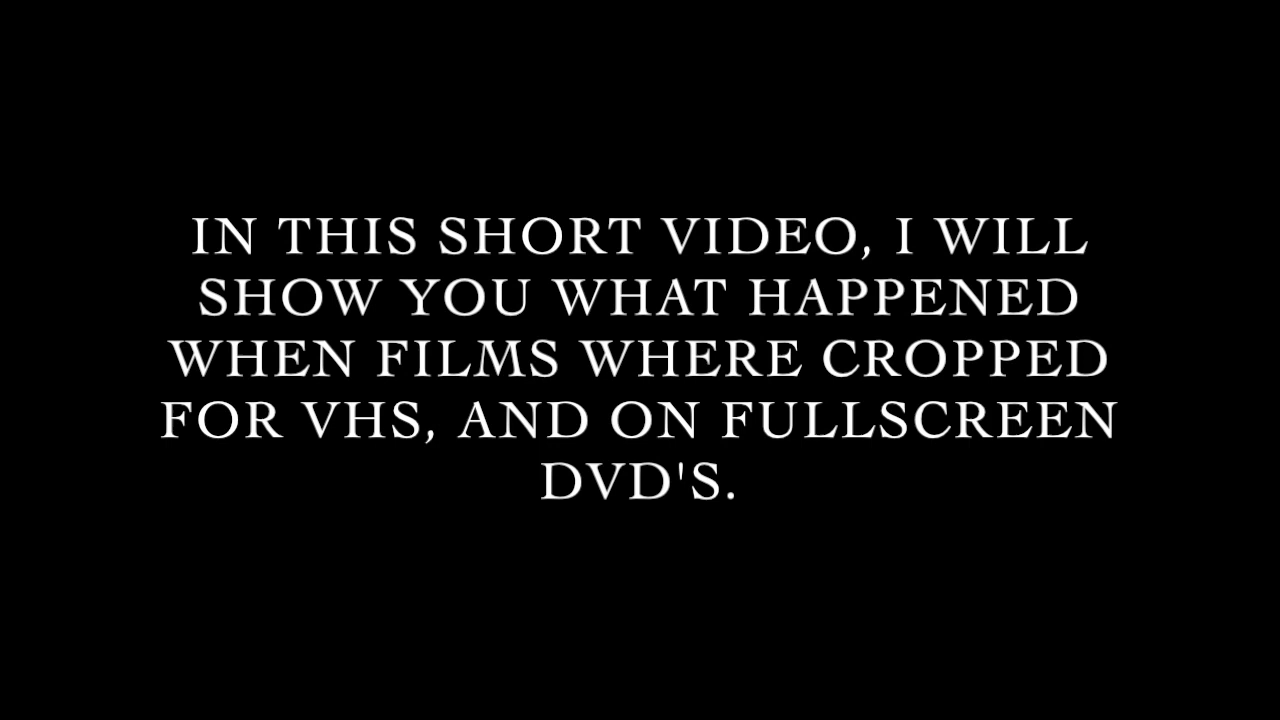 IN THIS SHORT VIDEO, I WILL
SHOW YOU WHAT HAPPENED
WHEN FILMS WHERE CROPPED
FOR VHS, AND ON FULLSCREEN
DVD'S.